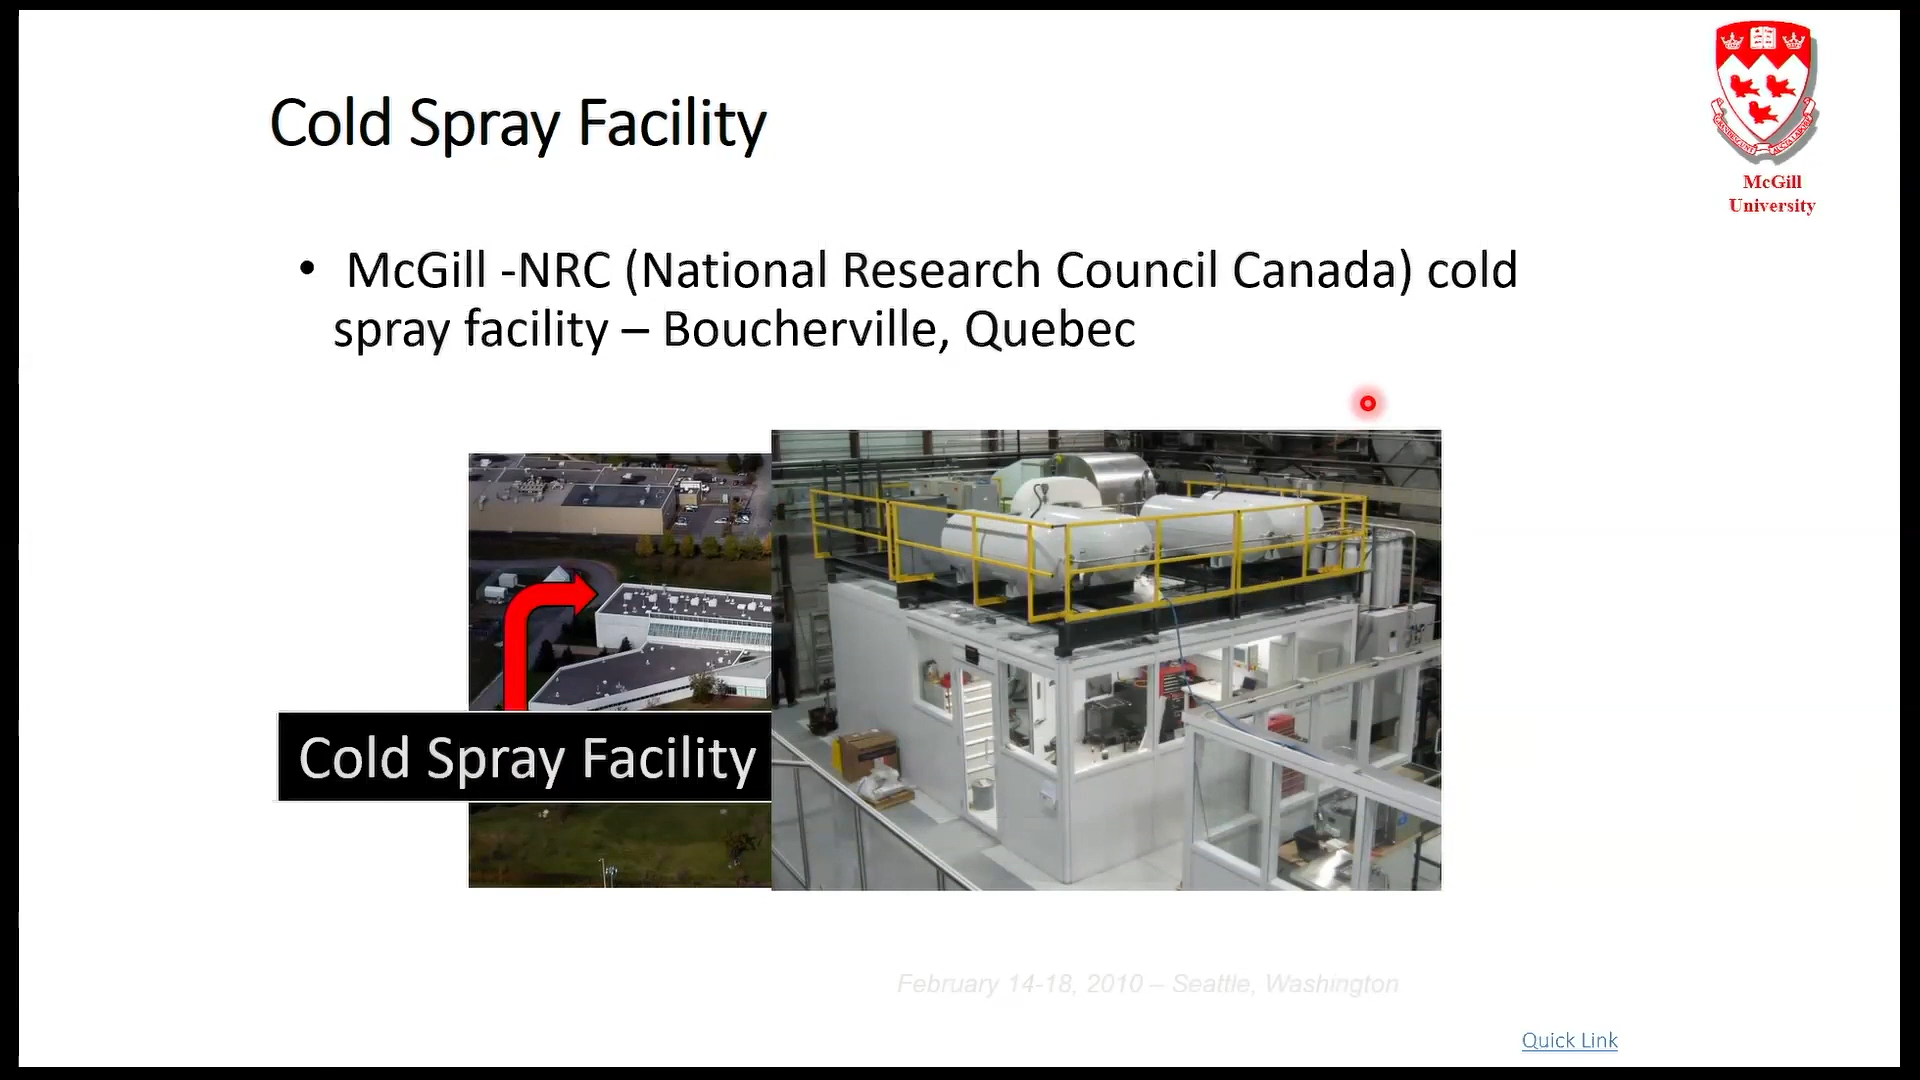 Cold Spray Facility
McGill
University
• McGill -NRC (National Research Council Canada) cold
spray facility – Boucherville, Quebec
Cold Spray Facility
February 14-18, 2010 – Seattle, Washington
Quick Link